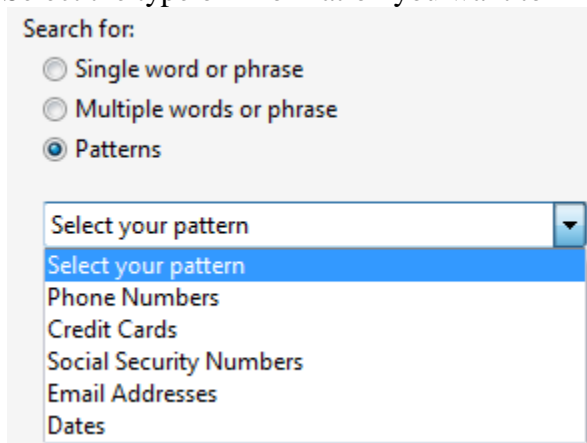 Search for:
Single word or phrase
Multiple words or phrase
Patterns
Select your pattern
Select your pattern
Phone Numbers
Credit Cards
Social Security Numbers
Email Addresses
Dates